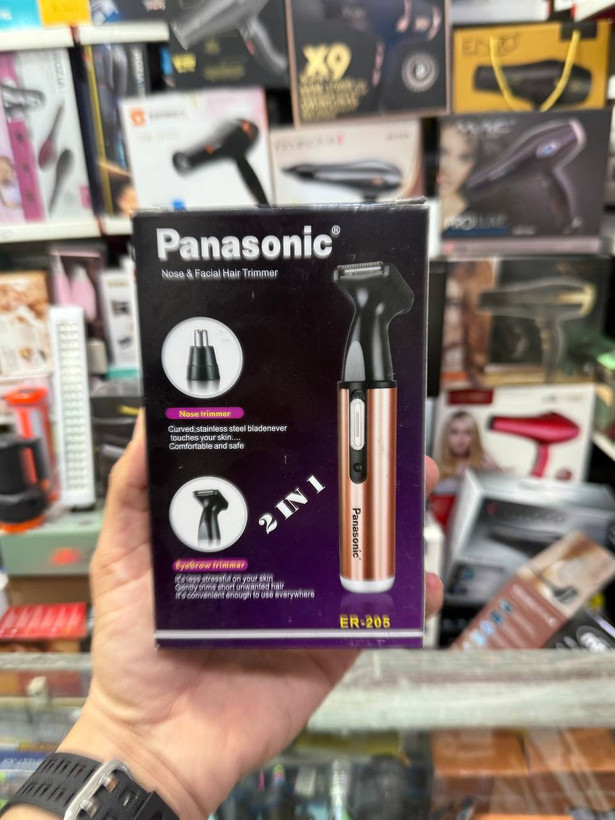 X9
Panasonic®
Nose & Facial Hair Trimmer
Nose trimmer
Curved,stainless steel bladenever
touches your skin....
Comfortable and safe
2 IN 1
Eyebrow trimmer
It's less stressful on your skin
Gently trims short unwanted hair
It's convenient enough to use everywhere
Panasonic
ER-205